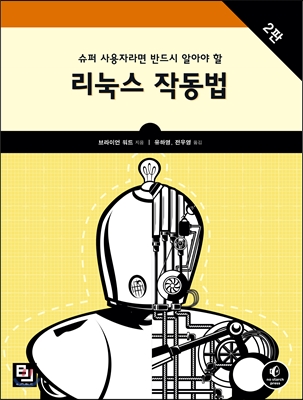 2판
슈퍼 사용자라면 반드시 알아야 할
리눅스 작동법
브라이언 워드 지음 | 유하영, 전우영 옮김
no starch press